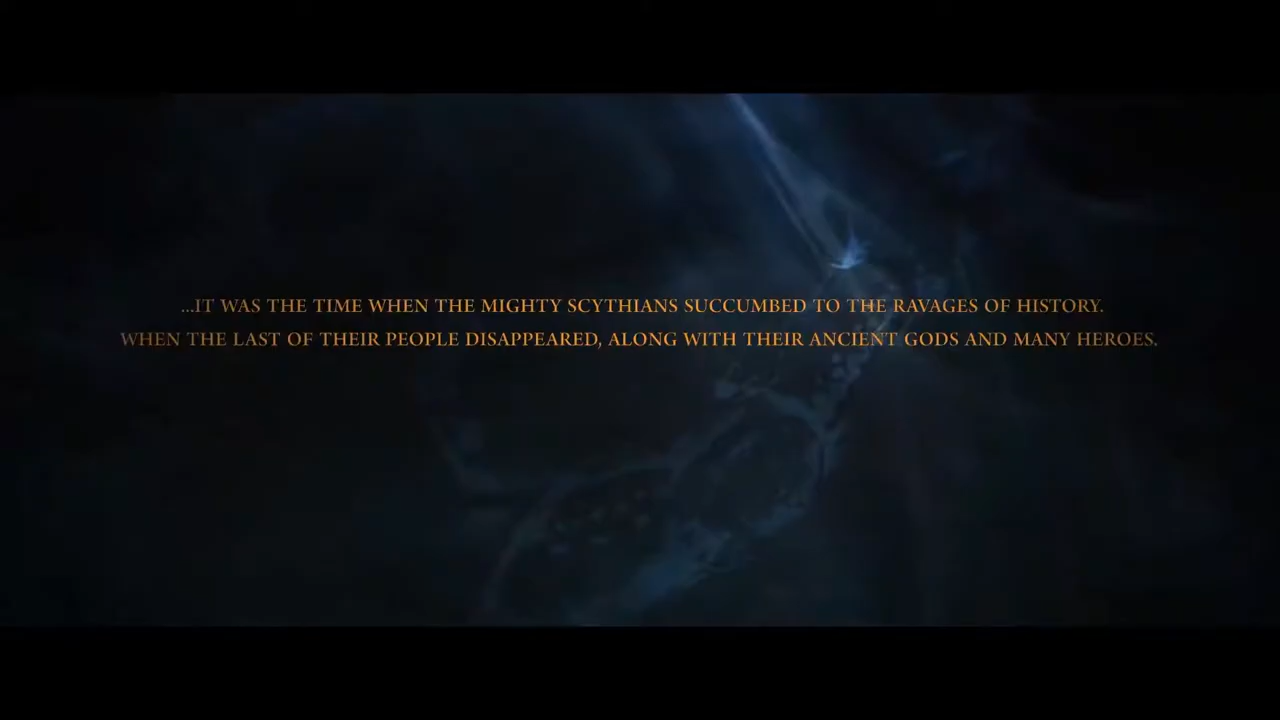 ...IT WAS THE TIME WHEN THE MIGHTY SCYTHIANS SUCCUMBED TO THE RAVAGES OF HISTORY.
WHEN THE LAST OF THEIR PEOPLE DISAPPEARED, ALONG WITH THEIR ANCIENT GODS AND MANY HEROES.